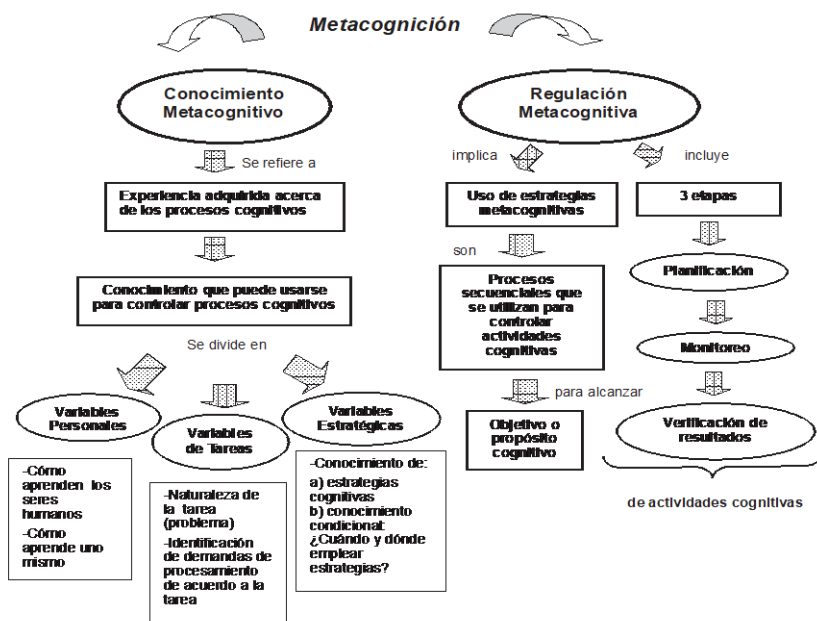 Metacognición
Conocimiento
Metacognitivo
Se refiere a
Experiencia adquirida acerca
de los procesos cognitivos
Conocimiento que puede usarse
para controlar procesos cognitivos
Se divide en
Variables
Personales
-Cómo
aprenden los
seres
humanos
-Cómo
aprende uno
mismo
Variables
de Tareas
-Naturaleza de
la tarea
(problema)
-Identificación
de demandas de
procesamiento
de acuerdo a la
tarea
Variables
Estratégicas
-Conocimiento de:
a) estrategias
cognitivas
b) conocimiento
condicional:
¿Cuándo y dónde
emplear
estrategias?
Regulación
Metacognitiva
implica
Uso de estrategias
metacognitivas
son
Procesos
secuenciales que
se utilizan para
controlar
actividades
cognitivas
para alcanzar
Objetivo o
propósito
cognitivo
incluye
3 etapas
Planificación
Monitoreo
Verificación de
resultados
de actividades cognitivas